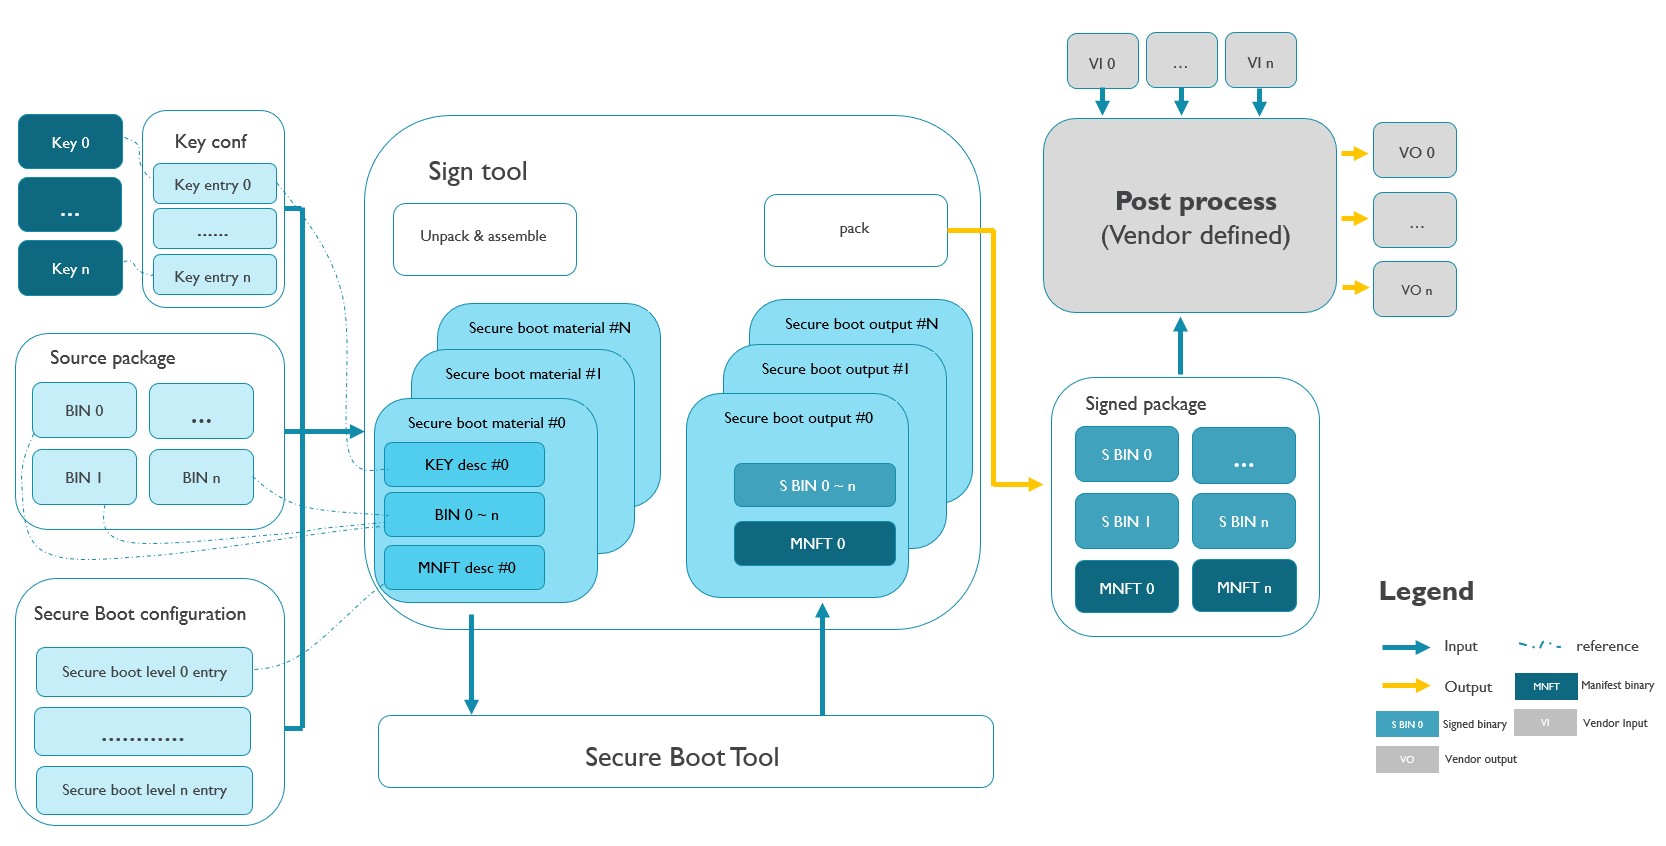 Key 0
...
Key n
Key conf
Key entry 0
......
Key entry n
Source package
BIN 0
...
BIN 1
BIN n
Secure Boot configuration
Secure boot level 0 entry
............
Secure boot level n entry
Sign tool
Unpack & assemble
pack
Secure boot material #N
Secure boot material #1
Secure boot material #0
KEY desc #0
BIN 0 ~ n
MNFT desc #0
Secure boot output #N
Secure boot output #1
Secure boot output #0
S BIN 0 ~ n
MNFT 0
Secure Boot Tool
VI 0
...
VI n
Post process
(Vendor defined)
VO 0
...
VO n
Signed package
S BIN 0
...
S BIN 1
S BIN n
MNFT 0
MNFT n
Legend
Input
reference
Output
MNFT
Manifest binary
S BIN 0
Signed binary
VI
Vendor Input
VO
Vendor output